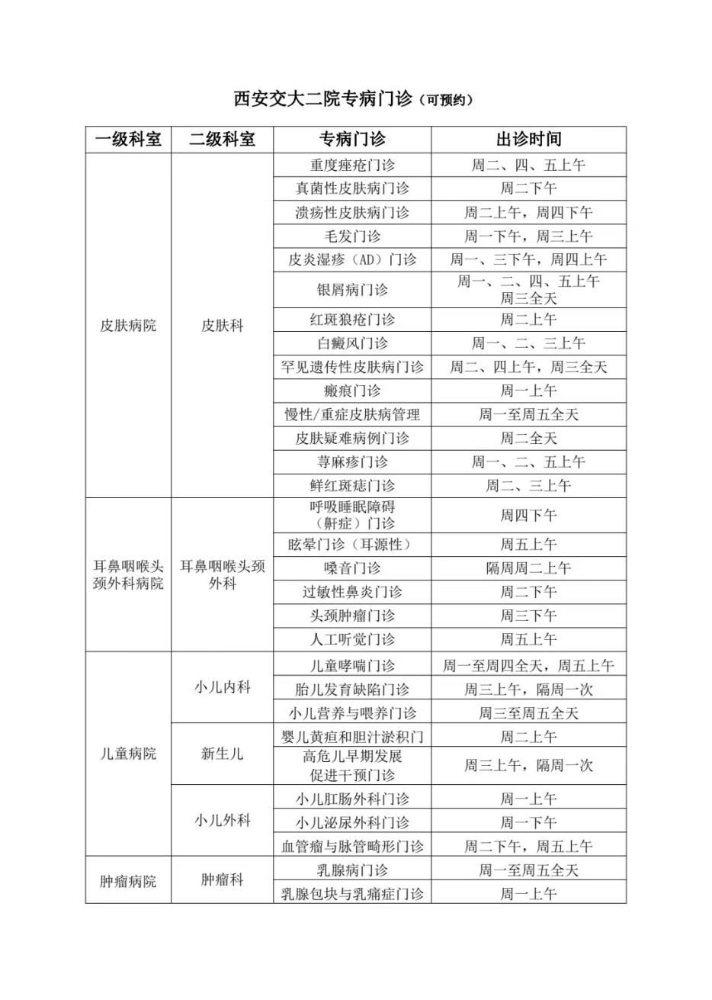 西安交大二院专病门诊（可预约）
一级科室 二级科室 专病门诊 出诊时间
皮肤病院 皮肤科 重度痤疮门诊 周二、四、五上午
真菌性皮肤病门诊 周二下午
溃疡性皮肤病门诊 周二上午，周四下午
毛发门诊 周一下午，周三上午
皮炎湿疹（AD）门诊 周一、三下午，周四上午
银屑病门诊 周一、二、四、五上午
周三全天
红斑狼疮门诊 周二上午
白癜风门诊 周一、二、三上午
罕见遗传性皮肤病门诊 周二、四上午，周三全天
瘢痕门诊 周一上午
慢性/重症皮肤病管理 周一至周五全天
皮肤疑难病例门诊 周二全天
荨麻疹门诊 周一、二、五上午
鲜红斑痣门诊 周二、三上午
耳鼻咽喉头
颈外科病院
耳鼻咽喉头颈
外科
呼吸睡眠障碍
（鼾症）门诊
周四下午
眩晕门诊（耳源性） 周五上午
嗓音门诊 隔周周二上午
过敏性鼻炎门诊 周二下午
头颈肿瘤门诊 周三下午
人工听觉门诊 周五上午
儿童病院 小儿内科 儿童哮喘门诊 周一至周四全天，周五上午
胎儿发育缺陷门诊 周三上午，隔周一次
小儿营养与喂养门诊 周三至周五全天
新生儿 婴儿黄疸和胆汁淤积门 周二上午
高危儿早期发展
促进干预门诊
周三上午，隔周一次
小儿外科 小儿肛肠外科门诊 周一上午
小儿泌尿外科门诊 周一下午
血管瘤与脉管畸形门诊 周二下午，周五上午
肿瘤病院 肿瘤科 乳腺病门诊 周一至周五全天
乳腺包块与乳痛症门诊 周一上午